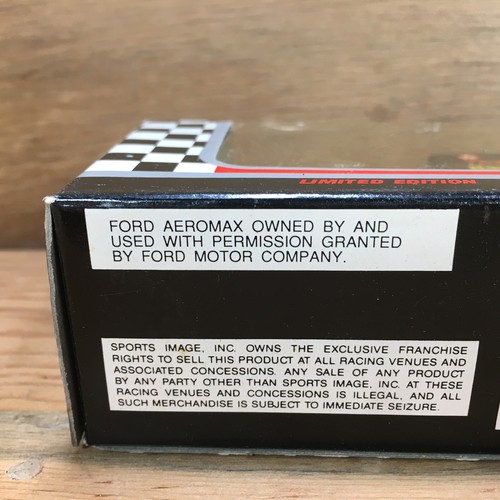 LIMITED EDITION
FORD AEROMAX OWNED BY AND
USED WITH PERMISSION GRANTED
BY FORD MOTOR COMPANY.
SPORTS IMAGE, INC. OWNS THE EXCLUSIVE FRANCHISE
RIGHTS TO SELL THIS PRODUCT AT ALL RACING VENUES AND
ASSOCIATED CONCESSIONS. ANY SALE OF ANY PRODUCT
BY ANY PARTY OTHER THAN SPORTS IMAGE, INC. AT THESE
RACING VENUES AND CONCESSIONS IS ILLEGAL, AND ALL
SUCH MERCHANDISE IS SUBJECT TO IMMEDIATE SEIZURE.